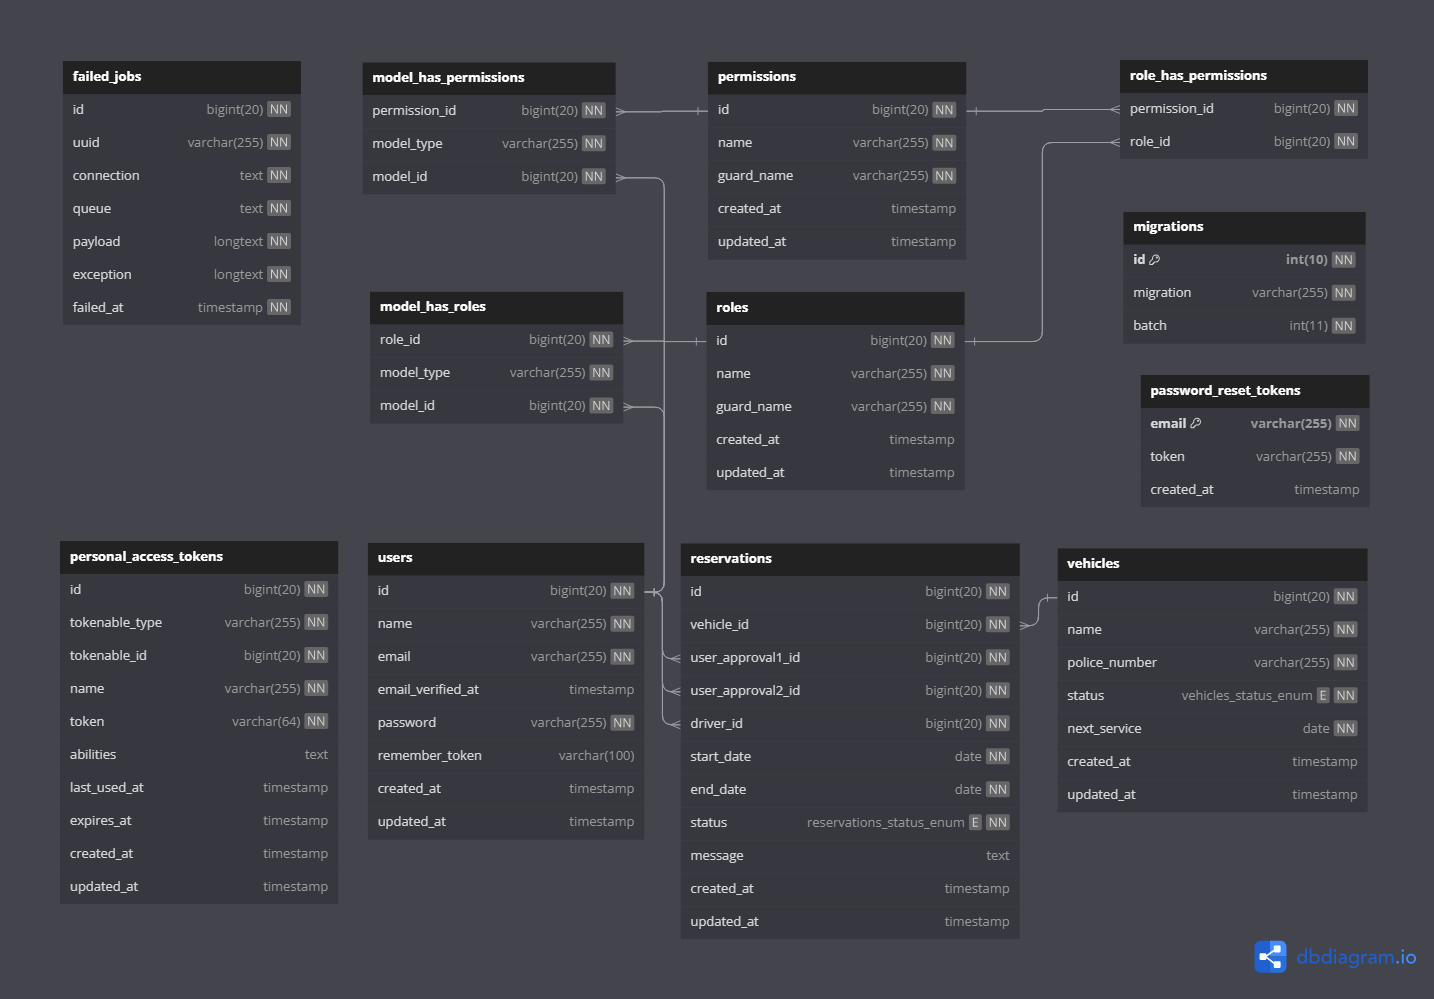 failed_jobs
id bigint(20) NN
uuid varchar(255) NN
connection text NN
queue text NN
payload longtext NN
exception longtext NN
failed_at timestamp NN
model_has_permissions
permission_id bigint(20) NN
model_type varchar(255) NN
model_id bigint(20) NN
permissions
id bigint(20) NN
name varchar(255) NN
guard_name varchar(255) NN
created_at timestamp
updated_at timestamp
role_has_permissions
permission_id bigint(20) NN
role_id bigint(20) NN
migrations
id int(10) NN
migration varchar(255) NN
batch int(11) NN
model_has_roles
role_id bigint(20) NN
model_type varchar(255) NN
model_id bigint(20) NN
roles
id bigint(20) NN
name varchar(255) NN
guard_name varchar(255) NN
created_at timestamp
updated_at timestamp
password_reset_tokens
email varchar(255) NN
token varchar(255) NN
created_at timestamp
personal_access_tokens
id bigint(20) NN
tokenable_type varchar(255) NN
tokenable_id bigint(20) NN
name varchar(255) NN
token varchar(64) NN
abilities text
last_used_at timestamp
expires_at timestamp
created_at timestamp
updated_at timestamp
users
id bigint(20) NN
name varchar(255) NN
email varchar(255) NN
email_verified_at timestamp
password varchar(255) NN
remember_token varchar(100)
created_at timestamp
updated_at timestamp
reservations
id bigint(20) NN
vehicle_id bigint(20) NN
user_approval1_id bigint(20) NN
user_approval2_id bigint(20) NN
driver_id bigint(20) NN
start_date date NN
end_date date NN
status reservations_status_enum E NN
message text
created_at timestamp
updated_at timestamp
vehicles
id bigint(20) NN
name varchar(255) NN
police_number varchar(255) NN
status vehicles_status_enum E NN
next_service date NN
created_at timestamp
updated_at timestamp
dbdiagram.io